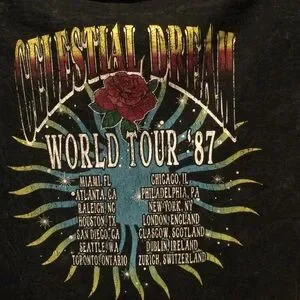 CELESTIAL DREAM
WORLD TOUR '87
MIAMI, FL CHICAGO, IL
ATLANTA, GA PHILADELPHIA, PA
RALEIGH, NC NEW YORK, NY
HOUSTON, TX LONDON, ENGLAND
SAN DIEGO, CA GLASGOW, SCOTLAND
SEATTLE, WA DUBLIN, IRELAND
TORONTO, ONTARIO ZURICH, SWITZERLAND